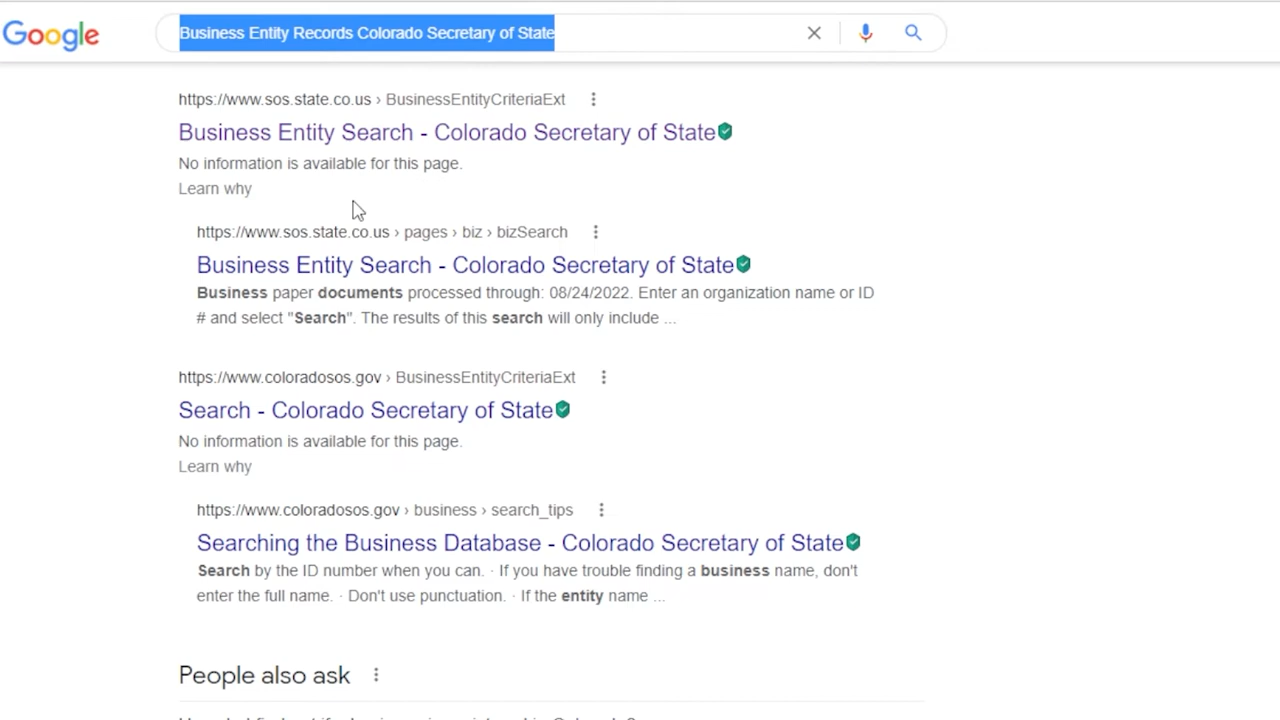 Google
Business Entity Records Colorado Secretary of State
https://www.sos.state.co.us › BusinessEntityCriteriaExt
Business Entity Search - Colorado Secretary of State
No information is available for this page.
Learn why
https://www.sos.state.co.us › pages › biz › bizSearch
Business Entity Search - Colorado Secretary of State
Business paper documents processed through: 08/24/2022. Enter an organization name or ID
# and select "Search". The results of this search will only include ...
https://www.coloradosos.gov › BusinessEntityCriteriaExt
Search - Colorado Secretary of State
No information is available for this page.
Learn why
https://www.coloradosos.gov › business › search_tips
Searching the Business Database - Colorado Secretary of State
Search by the ID number when you can. · If you have trouble finding a business name, don't
enter the full name. · Don't use punctuation. · If the entity name ...
People also ask